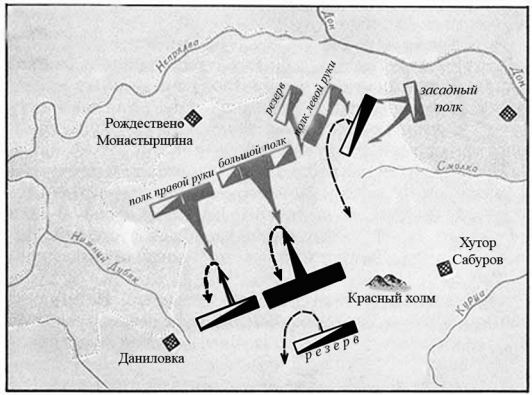 Дон
Непрядва
Дон
резерв
полк левой руки
засадный
полк
Рождествено
Монастырщина
большой полк
полк правой руки
Смолка
Нижний Дубик
Хутор
Сабуров
Красный холм
Курца
Даниловка
резерв